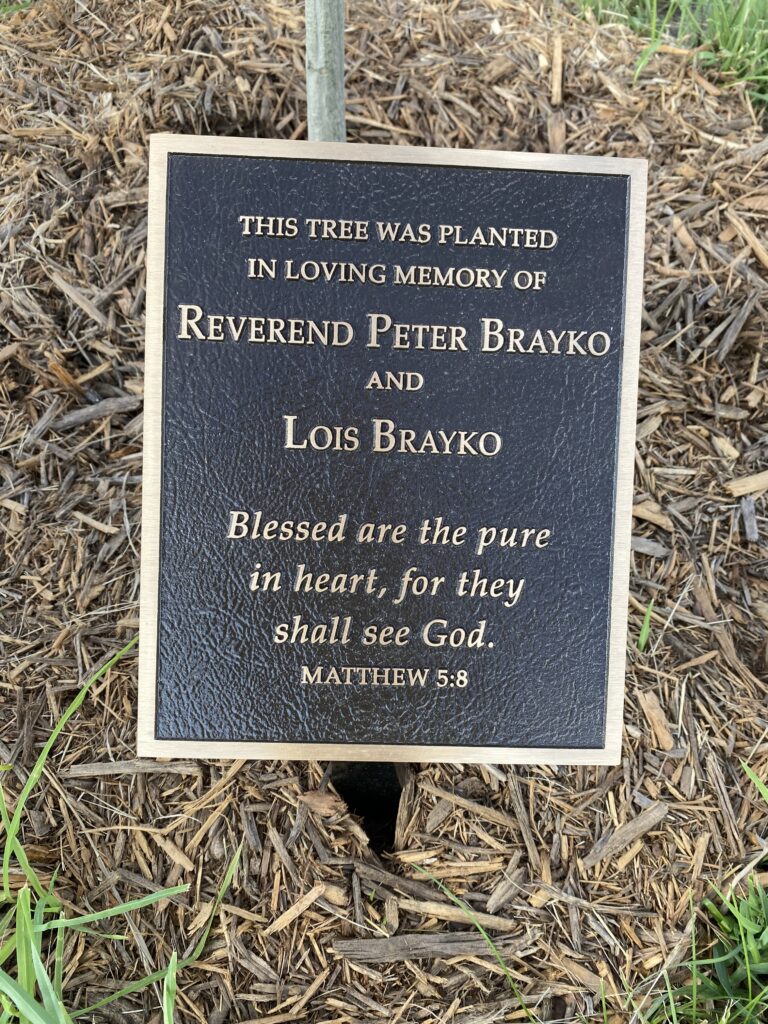 THIS TREE WAS PLANTED
IN LOVING MEMORY OF
REVEREND PETER BRAYKO
AND
LOIS BRAYKO
Blessed are the pure
in heart, for they
shall see God.
MATTHEW 5:8